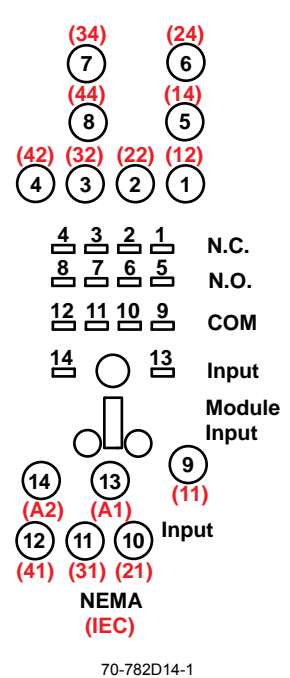 (34) (24)
7 6
(44) (14)
8 5
(42) (32) (22) (12)
4 3 2 1
4 3 2 1 N.C.
8 7 6 5 N.O.
12 11 10 9 COM
14 13 Input
Module
Input
9
14 13 (11)
(A2) (A1) Input
12 11 10
(41) (31) (21)
NEMA
(IEC)
70-782D14-1